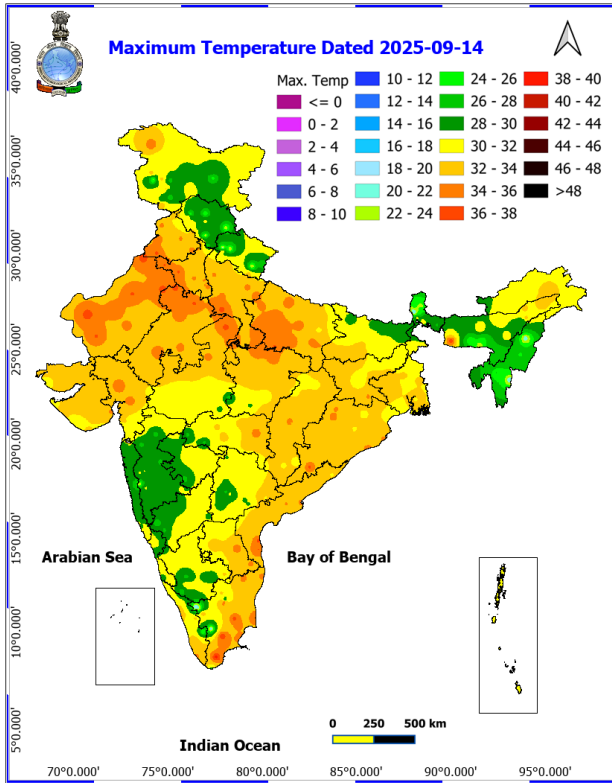 Maximum Temperature Dated 2025-09-14
Max. Temp
<= 0
0 - 2
2 - 4
4 - 6
6 - 8
8 - 10
10 - 12
12 - 14
14 - 16
16 - 18
18 - 20
20 - 22
22 - 24
24 - 26
26 - 28
28 - 30
30 - 32
32 - 34
34 - 36
36 - 38
38 - 40
40 - 42
42 - 44
44 - 46
46 - 48
>48
40°0.000'
35°0.000'
30°0.000'
25°0.000'
20°0.000'
15°0.000'
10°0.000'
5°0.000'
Arabian Sea
Bay of Bengal
Indian Ocean
0 250 500 km
70°0.000' 75°0.000' 80°0.000' 85°0.000' 90°0.000' 95°0.000'